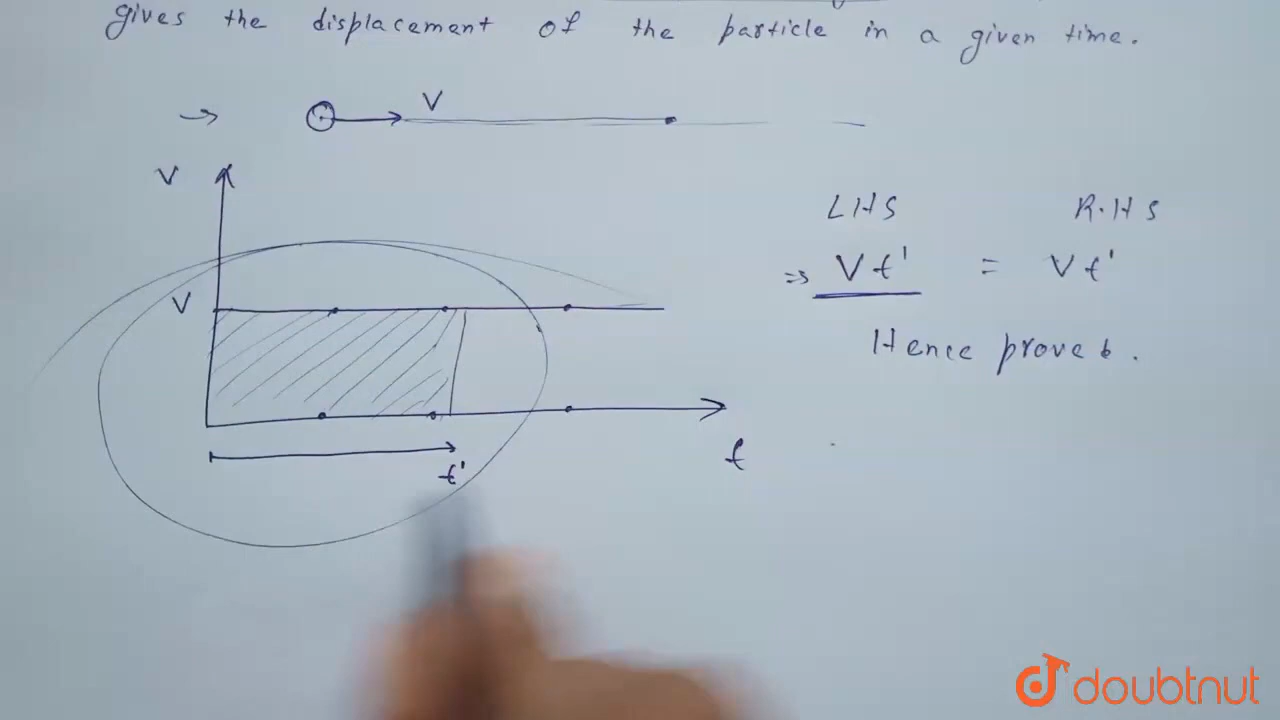 gives the displacement of the particle in a given time.
V
V
LHS R.HS
V
⇒ Vt' = Vt'
Hence proved.
t
t'
doubtnut